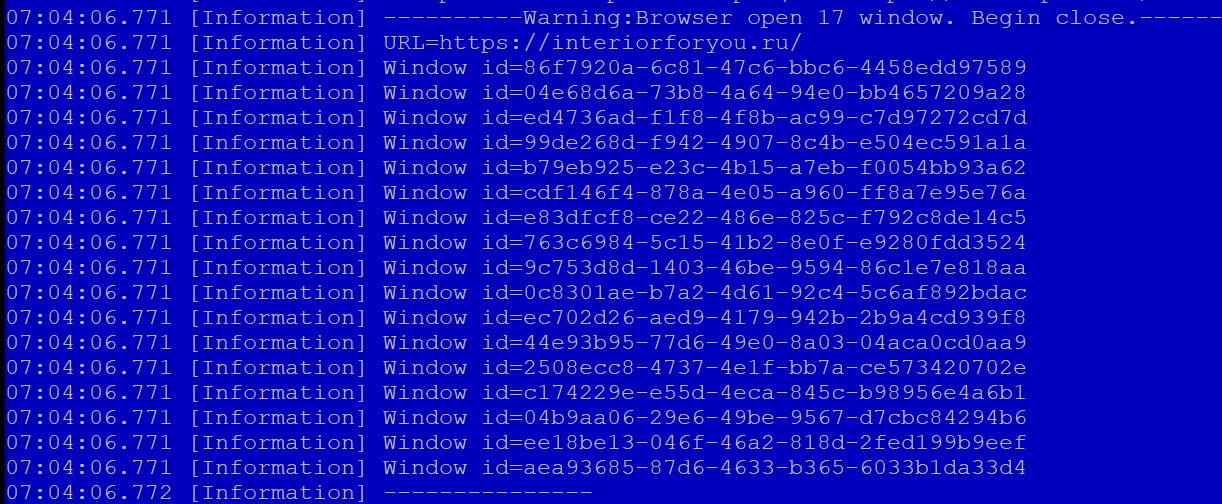 07:04:06.771 [Information] ----------Warning:Browser open 17 window. Begin close.------
07:04:06.771 [Information] URL=https://interiorforyou.ru/
07:04:06.771 [Information] Window id=86f7920a-6c81-47c6-bbc6-4458edd97589
07:04:06.771 [Information] Window id=04e68d6a-73b8-4a64-94e0-bb4657209a28
07:04:06.771 [Information] Window id=ed4736ad-f1f8-4f8b-ac99-c7d97272cd7d
07:04:06.771 [Information] Window id=99de268d-f942-4907-8c4b-e504ec591a1a
07:04:06.771 [Information] Window id=b79eb925-e23c-4b15-a7eb-f0054bb93a62
07:04:06.771 [Information] Window id=cdf146f4-878a-4e05-a960-ff8a7e95e76a
07:04:06.771 [Information] Window id=e83dfcf8-ce22-486e-825c-f792c8de14c5
07:04:06.771 [Information] Window id=763c6984-5c15-41b2-8e0f-e9280fdd3524
07:04:06.771 [Information] Window id=9c753d8d-1403-46be-9594-86c1e7e818aa
07:04:06.771 [Information] Window id=0c8301ae-b7a2-4d61-92c4-5c6af892bdac
07:04:06.771 [Information] Window id=ec702d26-aed9-4179-942b-2b9a4cd939f8
07:04:06.771 [Information] Window id=44e93b95-77d6-49e0-8a03-04aca0cd0aa9
07:04:06.771 [Information] Window id=2508ecc8-4737-4e1f-bb7a-ce573420702e
07:04:06.771 [Information] Window id=c174229e-e55d-4eca-845c-b98956e4a6b1
07:04:06.771 [Information] Window id=04b9aa06-29e6-49be-9567-d7cbc84294b6
07:04:06.771 [Information] Window id=ee18be13-046f-46a2-818d-2fed199b9eef
07:04:06.771 [Information] Window id=aea93685-87d6-4633-b365-6033b1da33d4
07:04:06.772 [Information] ---------------